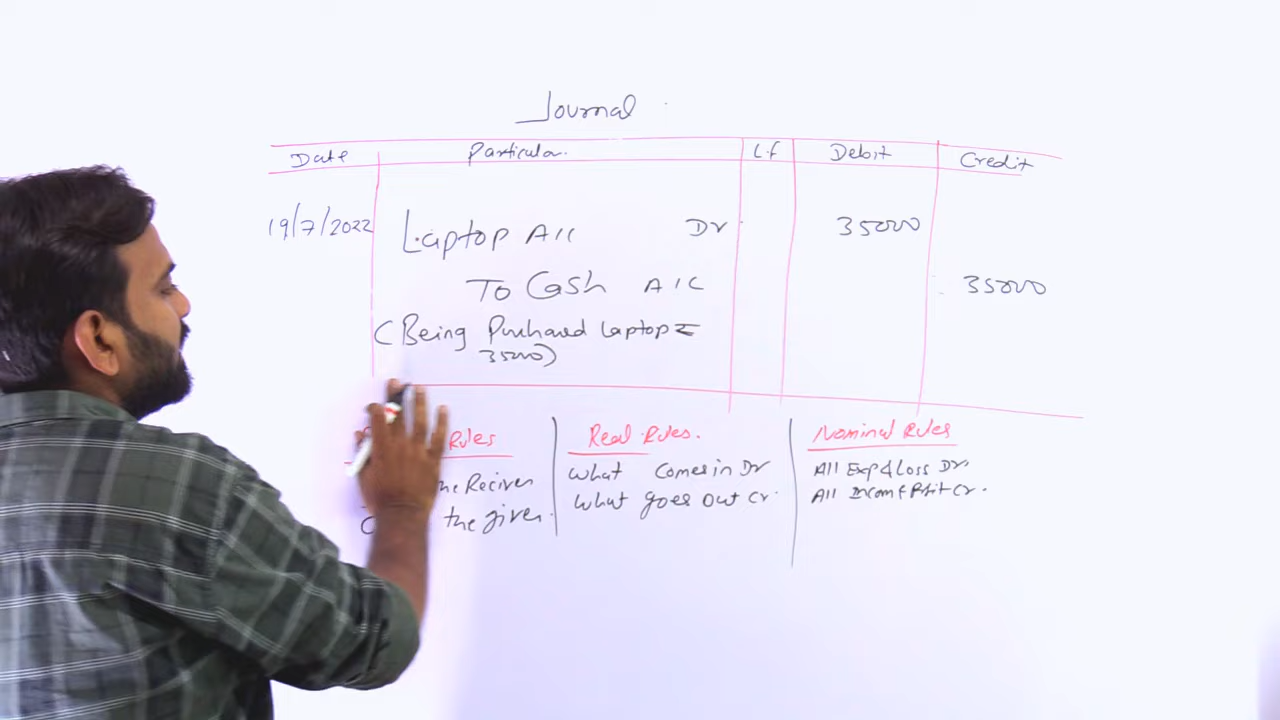 Journal
Date Particular. L.f Debit Credit
19/7/2022 Laptop A/c Dr 35000
To Cash A/C 35000
(Being Purchased Laptop =
35000)
Rules Real Rules. Nominal Rules
the Reciver What Comes in Dr All Exp & Loss Dr.
the given. What goes out Cr. All Income & Profit Cr.